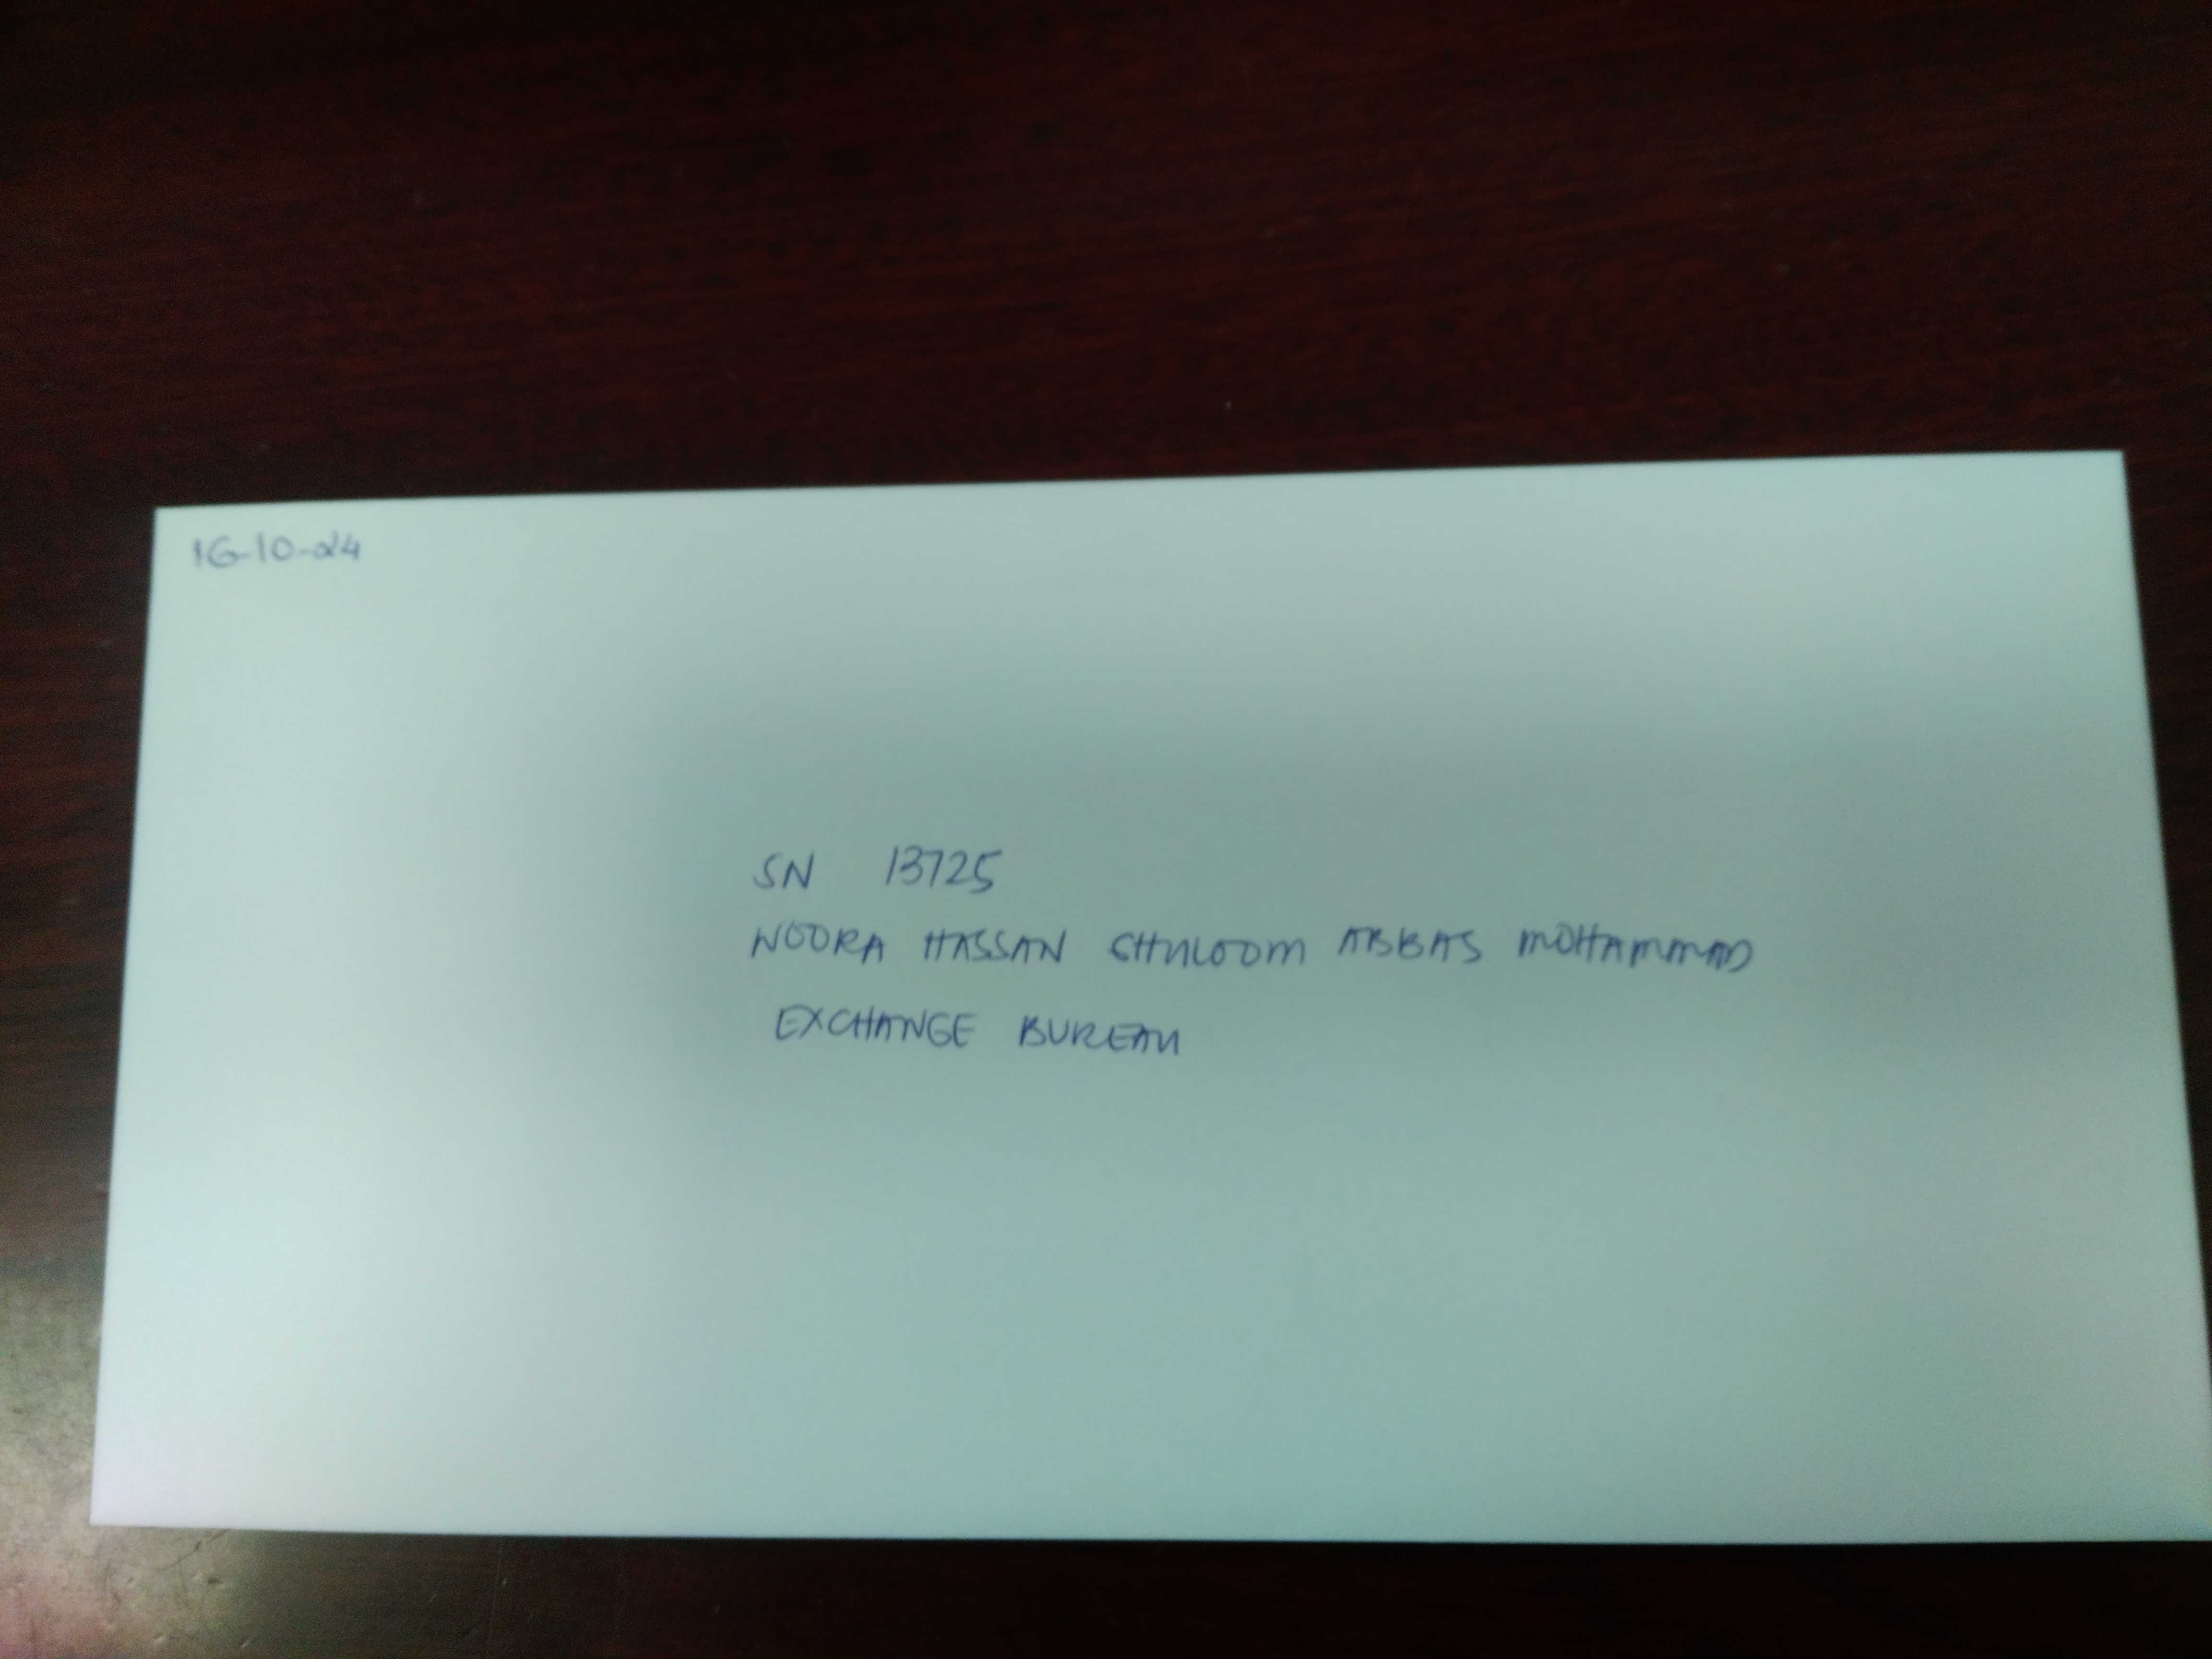 16-10-24
SN 13725
NOORA HASSAN GHULOOM ABBAS MOHAMMAD
EXCHANGE BUREAU